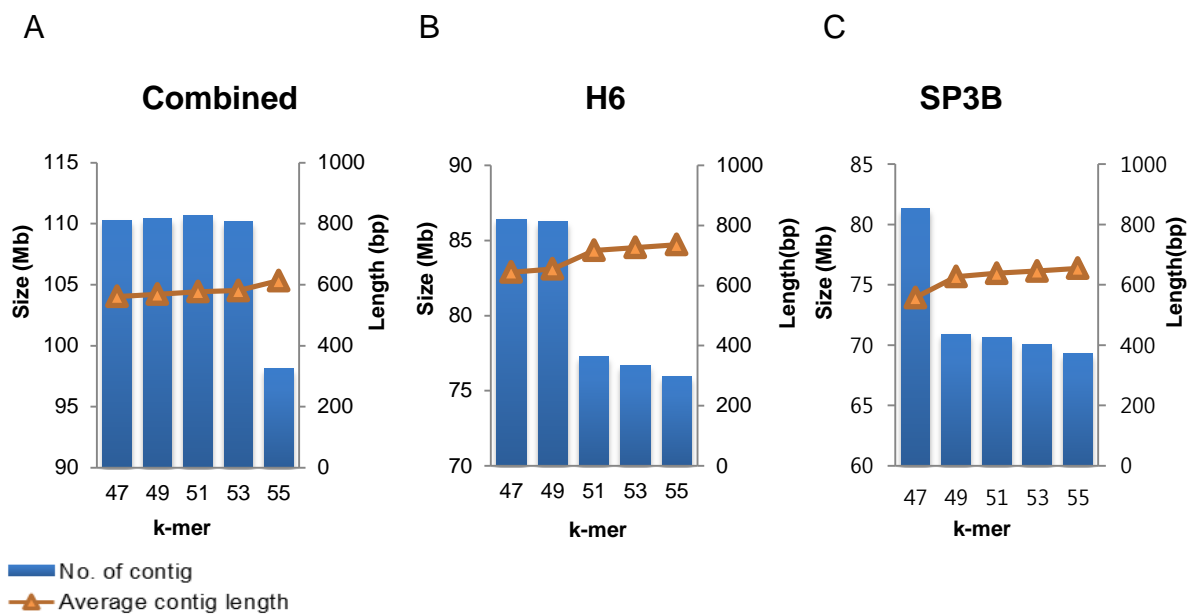 A
B
C
Combined
H6
SP3B
115
110
105
100
95
90
Size (Mb)
1000
800
600
400
200
0
Length (bp)
47 49 51 53 55
k-mer
90
85
80
75
70
Size (Mb)
1000
800
600
400
200
0
Length(bp)
47 49 51 53 55
k-mer
85
80
75
70
65
60
Size (Mb)
1000
800
600
400
200
0
Length(bp)
47 49 51 53 55
k-mer
No. of contig
Average contig length